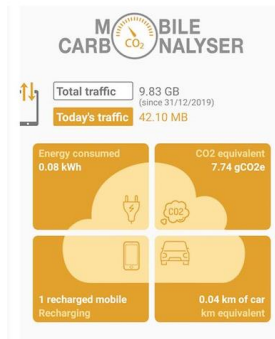 MOBILE
CARBONALYSER
CO2
Total traffic 9.83 GB
(since 31/12/2019)
Today's traffic 42.10 MB
Energy consumed
0.08 kWh
CO2 equivalent
7.74 gCO2e
CO2
1 recharged mobile
Recharging
0.04 km of car
km equivalent